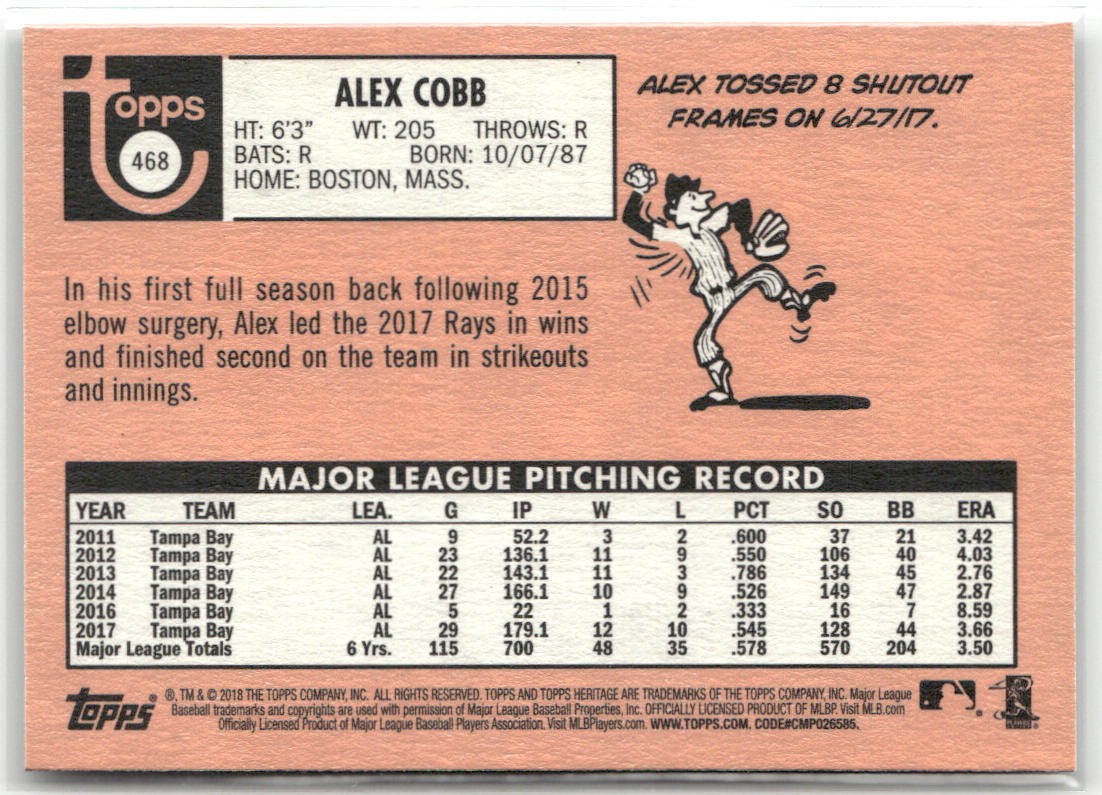 topps
468
ALEX COBB
HT: 6'3" WT: 205 THROWS: R
BATS: R BORN: 10/07/87
HOME: BOSTON, MASS.
ALEX TOSSED 8 SHUTOUT
FRAMES ON 6/27/17.
In his first full season back following 2015
elbow surgery, Alex led the 2017 Rays in wins
and finished second on the team in strikeouts
and innings.
MAJOR LEAGUE PITCHING RECORD
YEAR TEAM LEA. G IP W L PCT SO BB ERA
2011 Tampa Bay AL 9 52.2 3 2 .600 37 21 3.42
2012 Tampa Bay AL 23 136.1 11 9 .550 106 40 4.03
2013 Tampa Bay AL 22 143.1 11 3 .786 134 45 2.76
2014 Tampa Bay AL 27 166.1 10 9 .526 149 47 2.87
2016 Tampa Bay AL 5 22 1 2 .333 16 7 8.59
2017 Tampa Bay AL 29 179.1 12 10 .545 128 44 3.66
Major League Totals 6 Yrs. 115 700 48 35 .578 570 204 3.50
topps ® ®, TM & © 2018 THE TOPPS COMPANY, INC. ALL RIGHTS RESERVED. TOPPS AND TOPPS HERITAGE ARE TRADEMARKS OF THE TOPPS COMPANY, INC. Major League
Baseball trademarks and copyrights are used with permission of Major League Baseball Properties, Inc. OFFICIALLY LICENSED PRODUCT OF MLBP. Visit MLB.com
Officially Licensed Product of Major League Baseball Players Association. Visit MLBPlayers.com. WWW.TOPPS.COM. CODE#CMP026585.